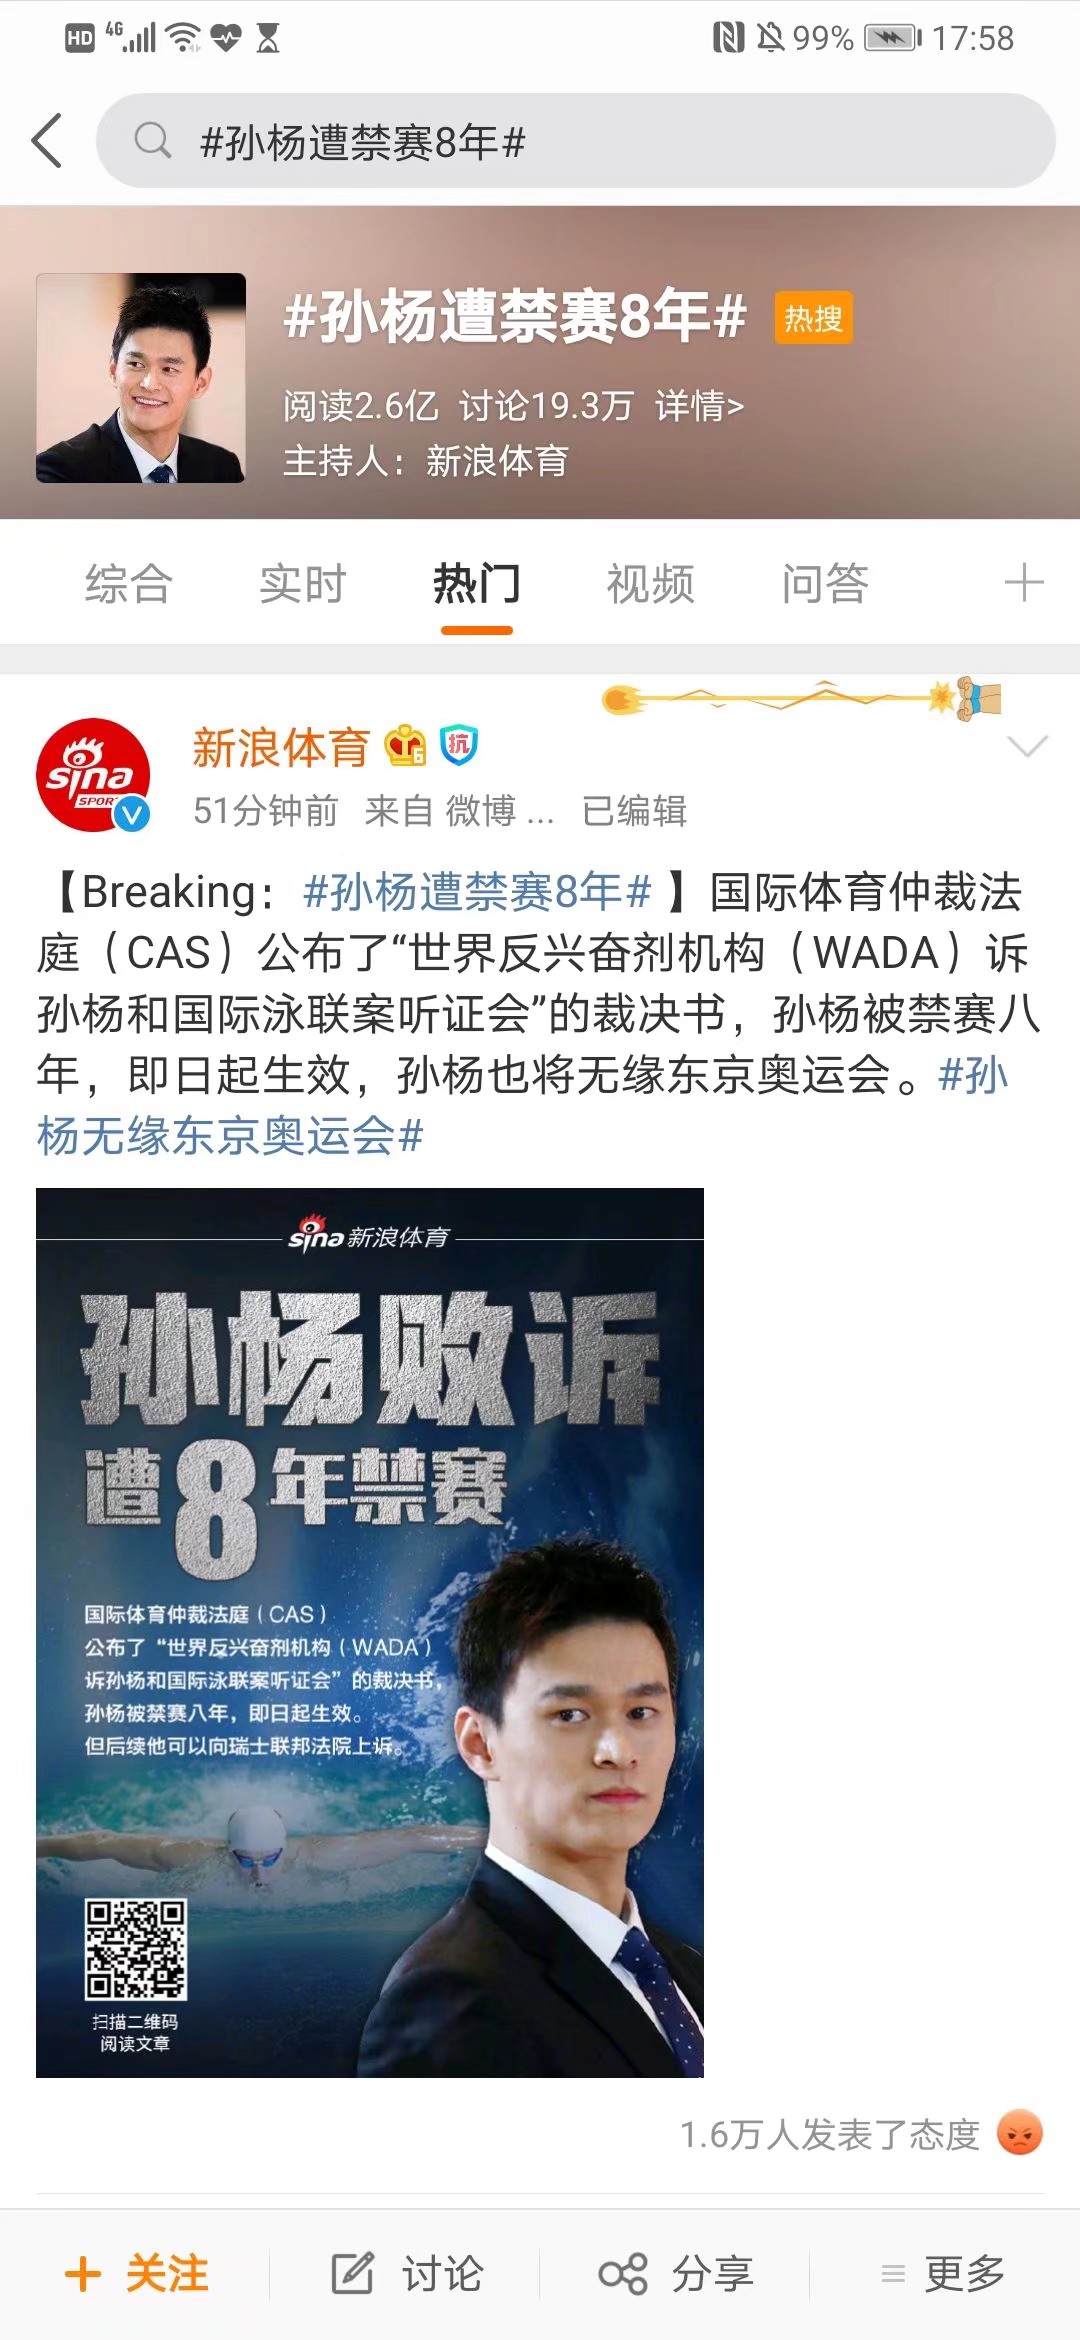 HD 4G 99% 17:58
#孙杨遭禁赛8年#
#孙杨遭禁赛8年# 热搜
阅读2.6亿 讨论19.3万 详情>
主持人：新浪体育
综合 实时 热门 视频 问答
sina
SPORTS
新浪体育 6 抗
51分钟前 来自 微博 ... 已编辑
【Breaking：#孙杨遭禁赛8年# 】国际体育仲裁法
庭（CAS）公布了“世界反兴奋剂机构（WADA）诉
孙杨和国际泳联案听证会”的裁决书，孙杨被禁赛八
年，即日起生效，孙杨也将无缘东京奥运会。#孙
杨无缘东京奥运会#
sina新浪体育
孙杨败诉
遭8年禁赛
国际体育仲裁法庭（CAS）
公布了“世界反兴奋剂机构（WADA）
诉孙杨和国际泳联案听证会”的裁决书，
孙杨被禁赛八年，即日起生效。
但后续他可以向瑞士联邦法院上诉。
扫描二维码
阅读文章
1.6万人发表了态度
关注 讨论 分享 更多